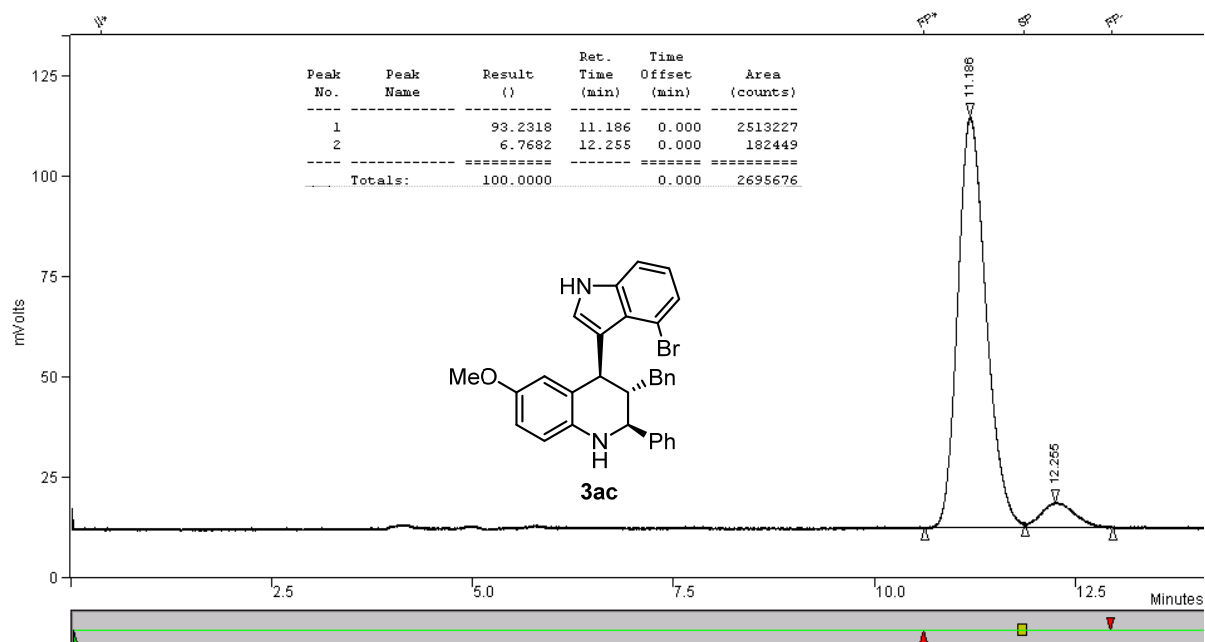 W* FP* SP FP-
125
100
75
50
25
0
mVolts
Ret. Time
Peak Peak Result Time Offset Area
No. Name () (min) (min) (counts)
---- ------------ ---------- ------- ------- ----------
1 93.2318 11.186 0.000 2513227
2 6.7682 12.255 0.000 182449
---- ------------ ========== ------- ======= ==========
Totals: 100.0000 0.000 2695676
11.186
12.255
HN
Br
MeO
Bn
N
H
Ph
3ac
2.5 5.0 7.5 10.0 12.5 Minutes